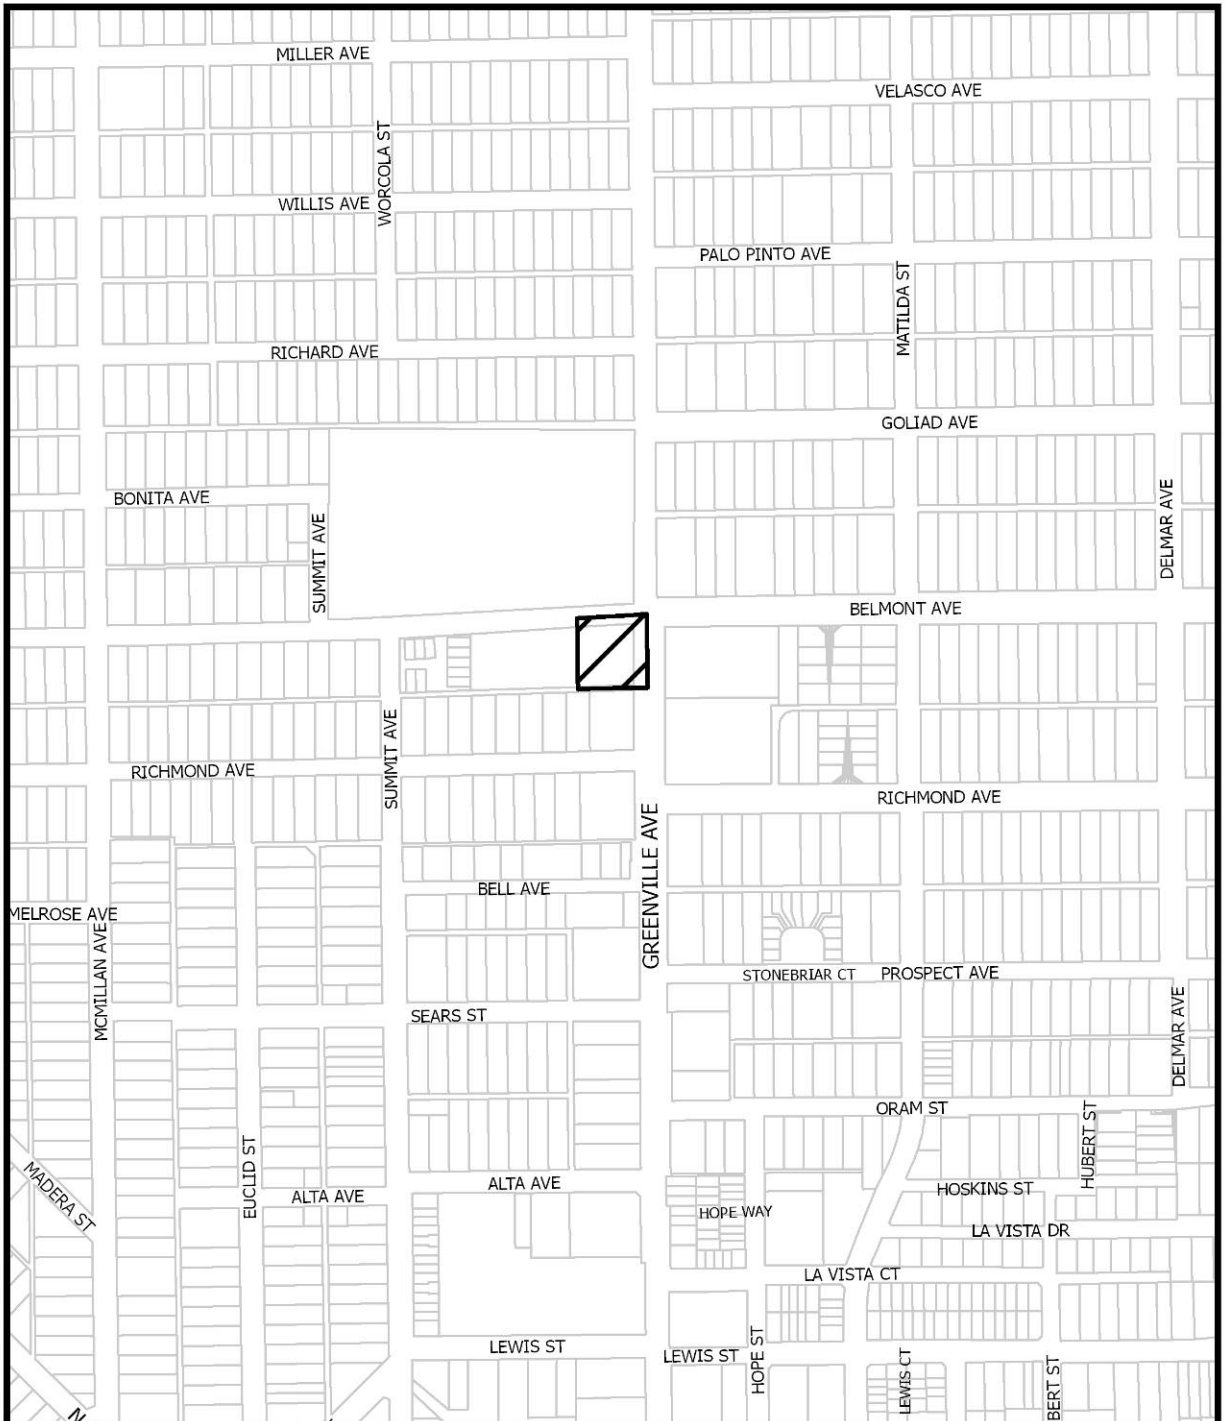 MILLER AVE
VELASCO AVE
WORCOLA ST
WILLIS AVE
PALO PINTO AVE
MATILDA ST
RICHARD AVE
GOLIAD AVE
BONITA AVE
SUMMIT AVE
DELMAR AVE
BELMONT AVE
SUMMIT AVE
RICHMOND AVE
RICHMOND AVE
GREENVILLE AVE
BELL AVE
MELROSE AVE
MCMILLAN AVE
STONEBRIAR CT
PROSPECT AVE
SEARS ST
DELMAR AVE
ORAM ST
HUBERT ST
MADERA ST
EUCLID ST
ALTA AVE
ALTA AVE
HOSKINS ST
HOPE WAY
LA VISTA DR
LA VISTA CT
LEWIS ST
LEWIS ST
HOPE ST
LEWIS CT
BERT ST